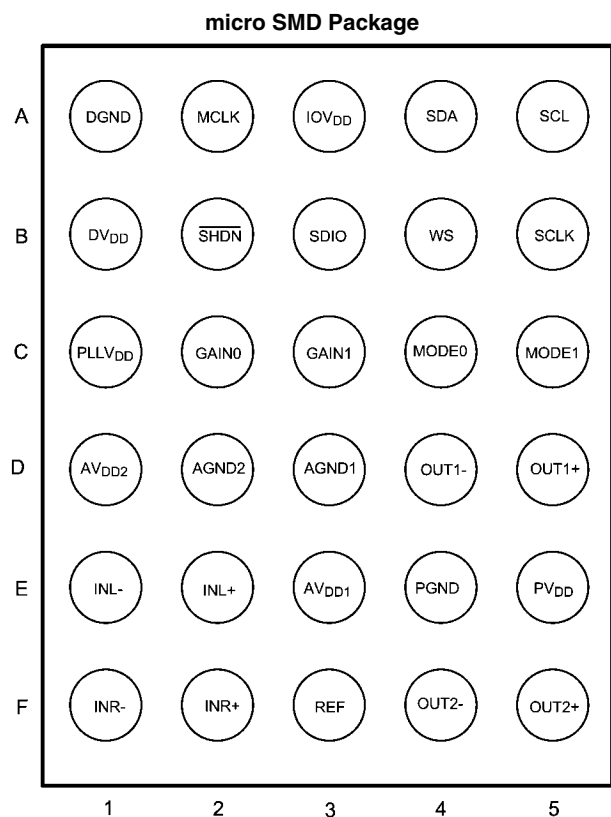 micro SMD Package
A DGND MCLK IOVDD SDA SCL
B DVDD SHDN SDIO WS SCLK
C PLLVDD GAIN0 GAIN1 MODE0 MODE1
D AVDD2 AGND2 AGND1 OUT1- OUT1+
E INL- INL+ AVDD1 PGND PVDD
F INR- INR+ REF OUT2- OUT2+
1 2 3 4 5